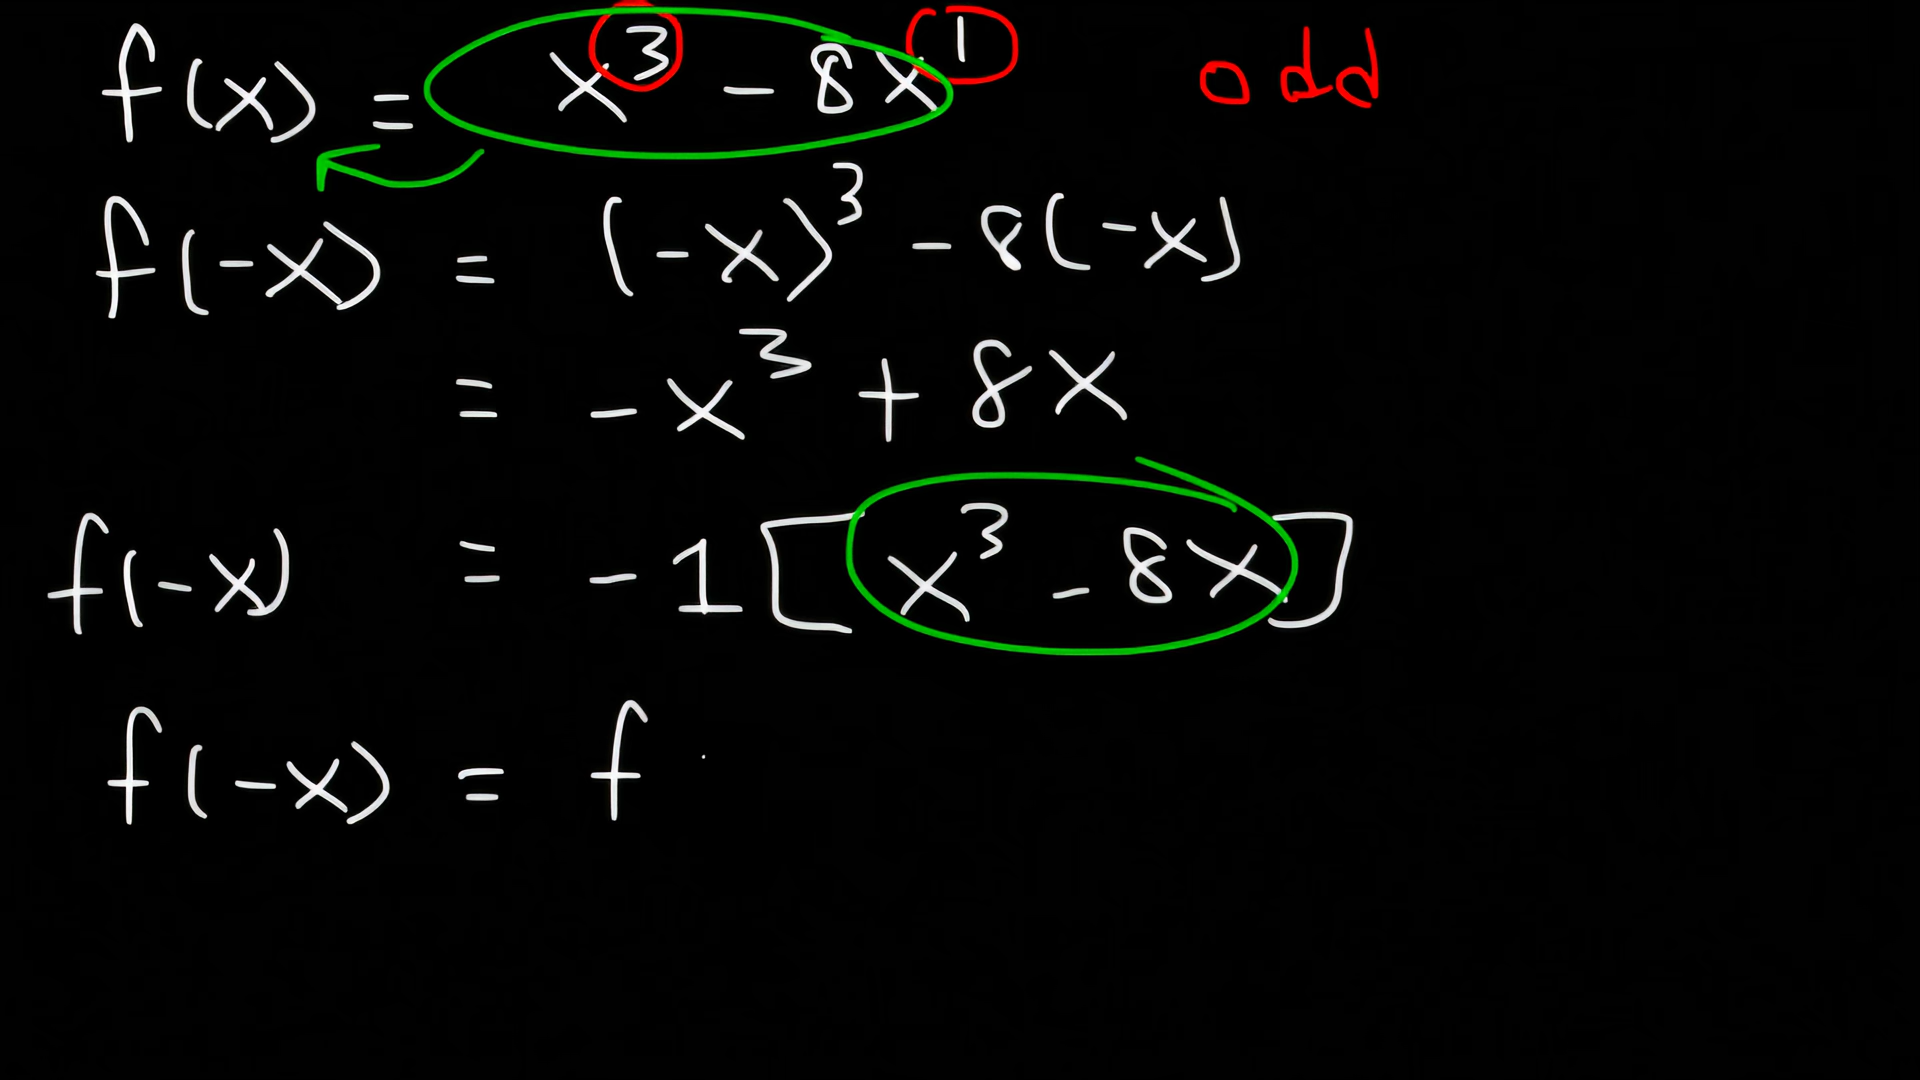 f(x) = x³ - 8x¹ odd
f(-x) = (-x)³ - 8(-x)
= -x³ + 8x
f(-x) = -1[x³ - 8x]
f(-x) = f